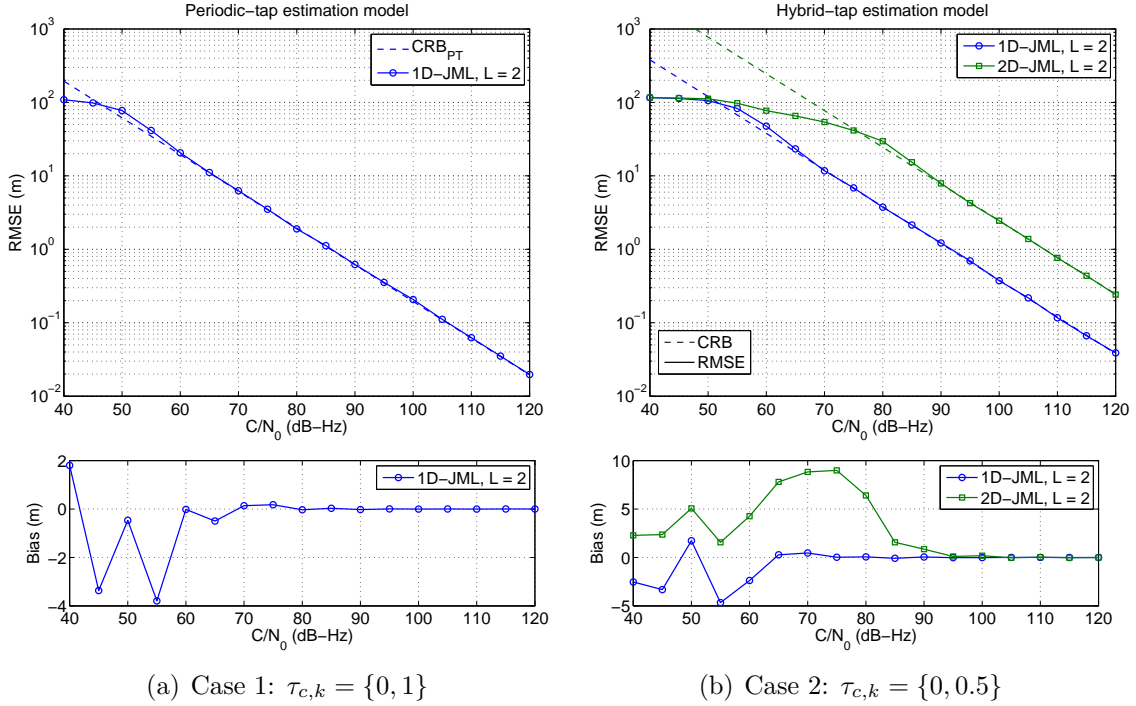 Periodic−tap estimation model
10^3
10^2
10^1
10^0
10^−1
10^−2
RMSE (m)
CRB_PT
1D−JML, L = 2
40 50 60 70 80 90 100 110 120
C/N_0 (dB−Hz)
2
0
−2
−4
Bias (m)
1D−JML, L = 2
40 50 60 70 80 90 100 110 120
C/N_0 (dB−Hz)
(a) Case 1: τ_{c,k} = {0, 1}
Hybrid−tap estimation model
10^3
10^2
10^1
10^0
10^−1
10^−2
RMSE (m)
1D−JML, L = 2
2D−JML, L = 2
CRB
RMSE
40 50 60 70 80 90 100 110 120
C/N_0 (dB−Hz)
10
5
0
−5
Bias (m)
1D−JML, L = 2
2D−JML, L = 2
40 50 60 70 80 90 100 110 120
C/N_0 (dB−Hz)
(b) Case 2: τ_{c,k} = {0, 0.5}